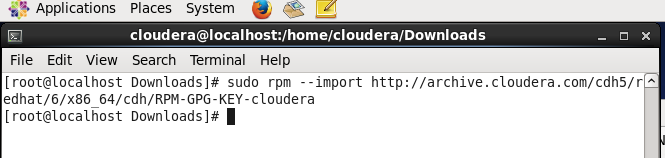 Applications Places System
cloudera@localhost:/home/cloudera/Downloads
File Edit View Search Terminal Help
[root@localhost Downloads]# sudo rpm --import http://archive.cloudera.com/cdh5/r
edhat/6/x86_64/cdh/RPM-GPG-KEY-cloudera
[root@localhost Downloads]#